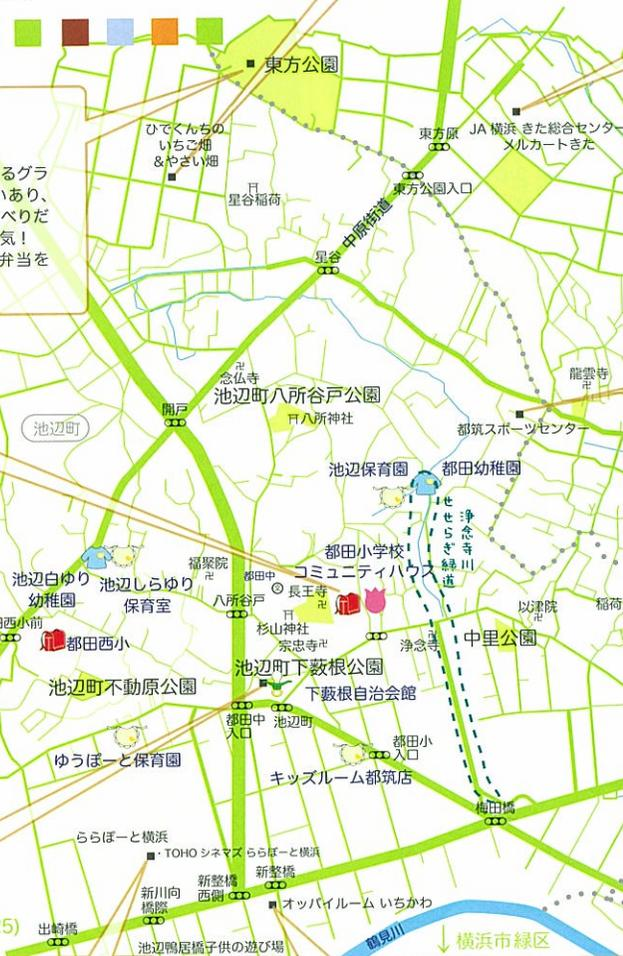 東方公園
るグラ
いあり、
べりだ
気！
弁当を
ひでくんちの
いちご畑
＆やさい畑
星谷稲荷
東方原
JA 横浜 きた総合センター
メルカートきた
東方公園入口
中原街道
星谷
念仏寺
池辺町八所谷戸公園
八所神社
開戸
池辺町
龍雲寺
都筑スポーツセンター
池辺保育園
都田幼稚園
浄念寺川
せせらぎ緑道
池辺白ゆり
幼稚園
池辺しらゆり
保育室
福聚院
都田中
都田小学校
コミュニティハウス
長王寺
八所谷戸
杉山神社
宗忠寺
浄念寺
以津院
稲荷
中里公園
田西小前
都田西小
池辺町下薮根公園
下薮根自治会館
池辺町不動原公園
都田中
入口
池辺町
都田小
入口
ゆうぽーと保育園
キッズルーム都筑店
梅田橋
ららぽーと横浜
・TOHO シネマズ ららぽーと横浜
新川向
橋際
新整橋
西側
新整橋
オッパイルーム いちかわ
25)
出崎橋
池辺鴨居橋子供の遊び場
鶴見川
横浜市緑区